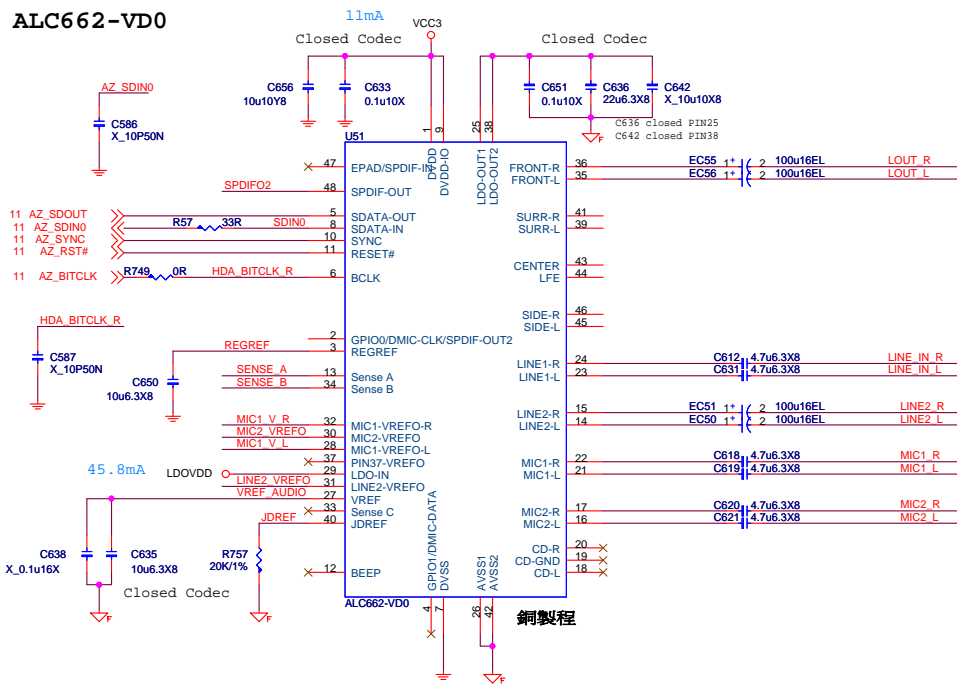 ALC662-VD0
11mA
VCC3
Closed Codec
Closed Codec
AZ_SDIN0
C586
X_10P50N
C656
10u10Y8
C633
0.1u10X
C651
0.1u10X
C636
22u6.3X8
C642
X_10u10X8
C636 closed PIN25
C642 closed PIN38
U51
1
9
25
38
DVDD
DVDD-IO
LDO-OUT1
LDO-OUT2
47 EPAD/SPDIF-IN
SPDIFO2 48 SPDIF-OUT
11 AZ_SDOUT 5 SDATA-OUT
11 AZ_SDIN0 R57 33R SDIN0 8 SDATA-IN
11 AZ_SYNC 10 SYNC
11 AZ_RST# 11 RESET#
11 AZ_BITCLK R749 0R HDA_BITCLK_R 6 BCLK
HDA_BITCLK_R
C587
X_10P50N
2 GPIO0/DMIC-CLK/SPDIF-OUT2
REGREF 3 REGREF
C650
10u6.3X8
SENSE_A 13 Sense A
SENSE_B 34 Sense B
MIC1_V_R 32 MIC1-VREFO-R
MIC2_VREFO 30 MIC2-VREFO
MIC1_V_L 28 MIC1-VREFO-L
37 PIN37-VREFO
45.8mA
LDOVDD 29 LDO-IN
LINE2_VREFO 31 LINE2-VREFO
VREF_AUDIO 27 VREF
33 Sense C
JDREF 40 JDREF
C638
X_0.1u16X
C635
10u6.3X8
Closed Codec
R757
20K/1%
12 BEEP
F
F
GPIO1/DMIC-DATA
DVSS
AVSS1
AVSS2
ALC662-VD0
4
7
26
42
銅製程
F
F
FRONT-R 36 EC55 1 + 2 100u16EL LOUT_R
FRONT-L 35 EC56 1 + 2 100u16EL LOUT_L
SURR-R 41
SURR-L 39
CENTER 43
LFE 44
SIDE-R 46
SIDE-L 45
LINE1-R 24 C612 4.7u6.3X8 LINE_IN_R
LINE1-L 23 C631 4.7u6.3X8 LINE_IN_L
LINE2-R 15 EC51 1 + 2 100u16EL LINE2_R
LINE2-L 14 EC50 1 + 2 100u16EL LINE2_L
MIC1-R 22 C618 4.7u6.3X8 MIC1_R
MIC1-L 21 C619 4.7u6.3X8 MIC1_L
MIC2-R 17 C620 4.7u6.3X8 MIC2_R
MIC2-L 16 C621 4.7u6.3X8 MIC2_L
CD-R 20
CD-GND 19
CD-L 18